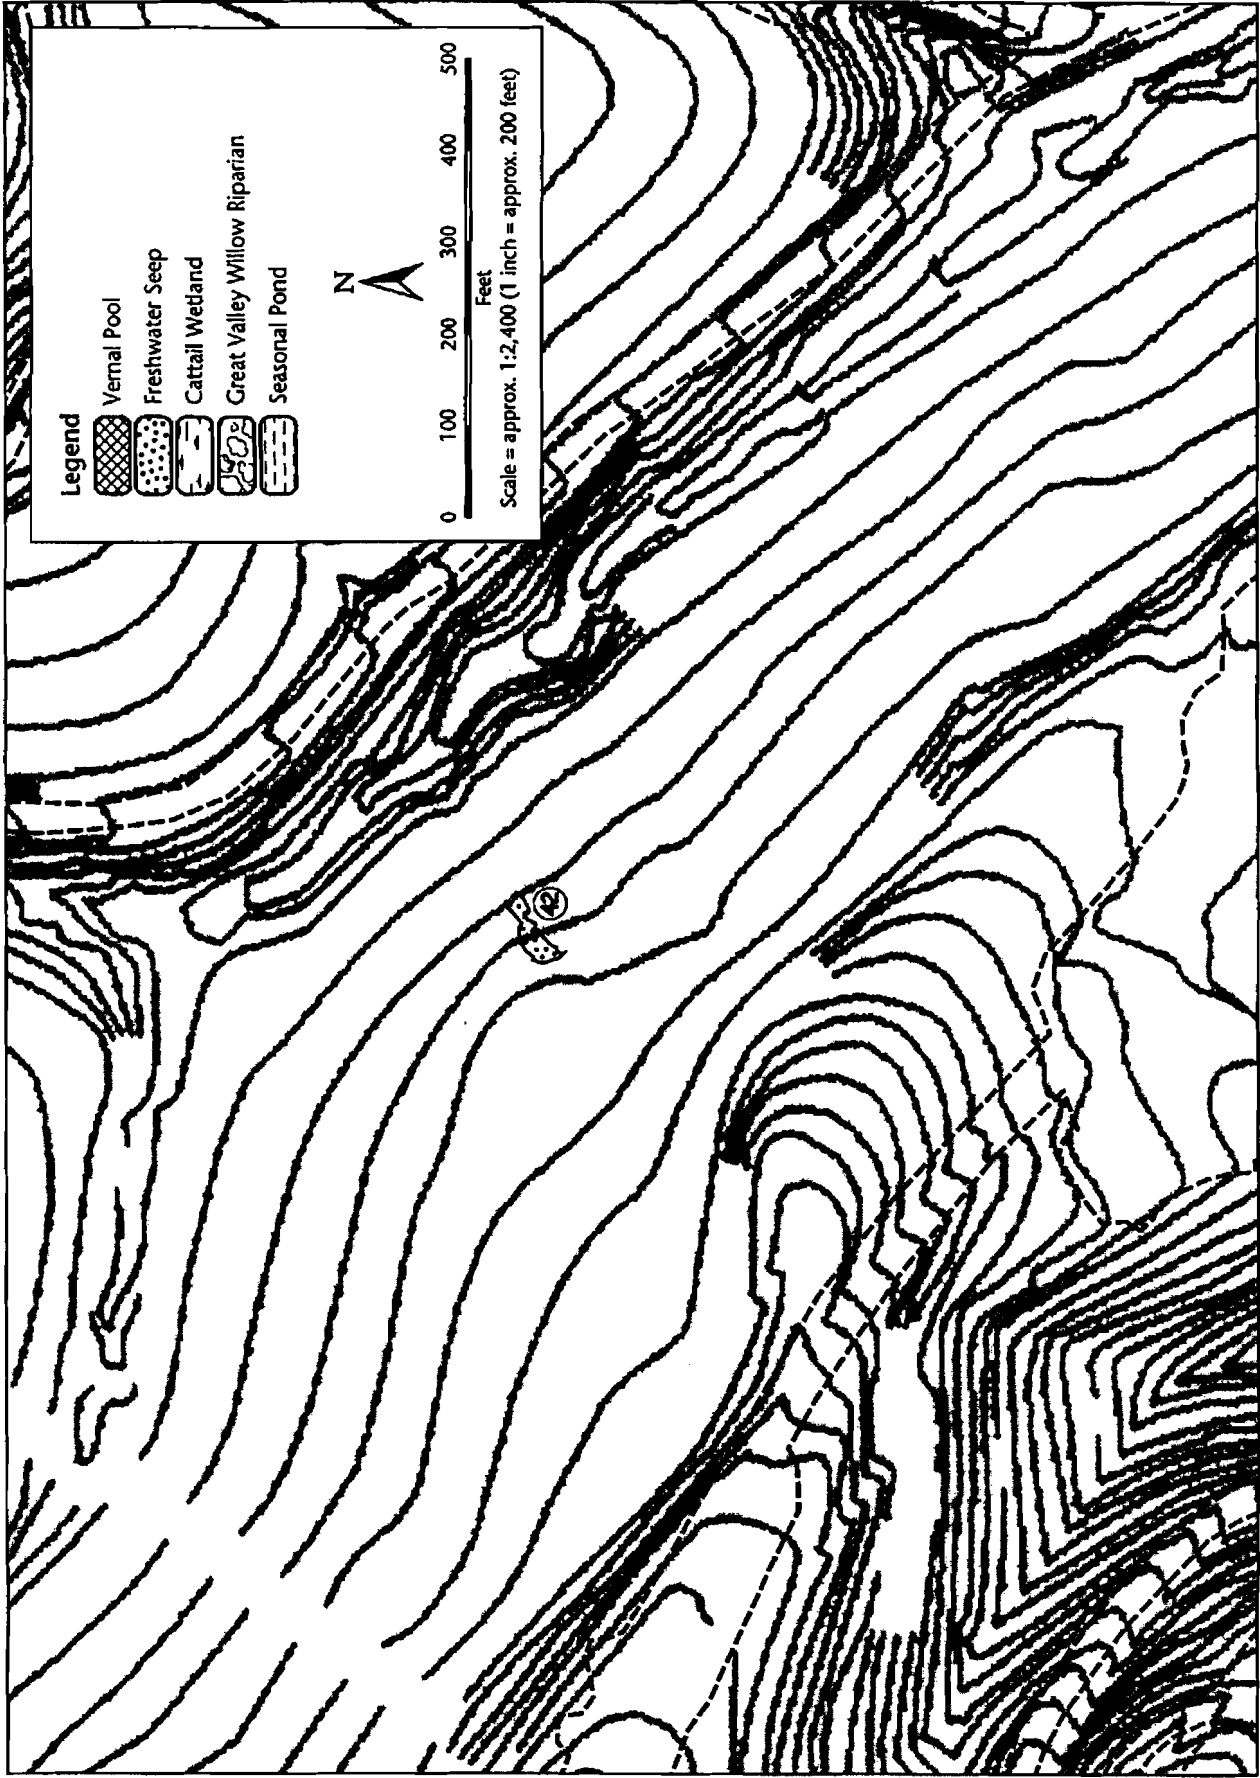 Legend
Vernal Pool
Freshwater Seep
Cattail Wetland
Great Valley Willow Riparian
Seasonal Pond
N
0 100 200 300 400 500
Feet
Scale = approx. 1:2,400 (1 inch = approx. 200 feet)
42